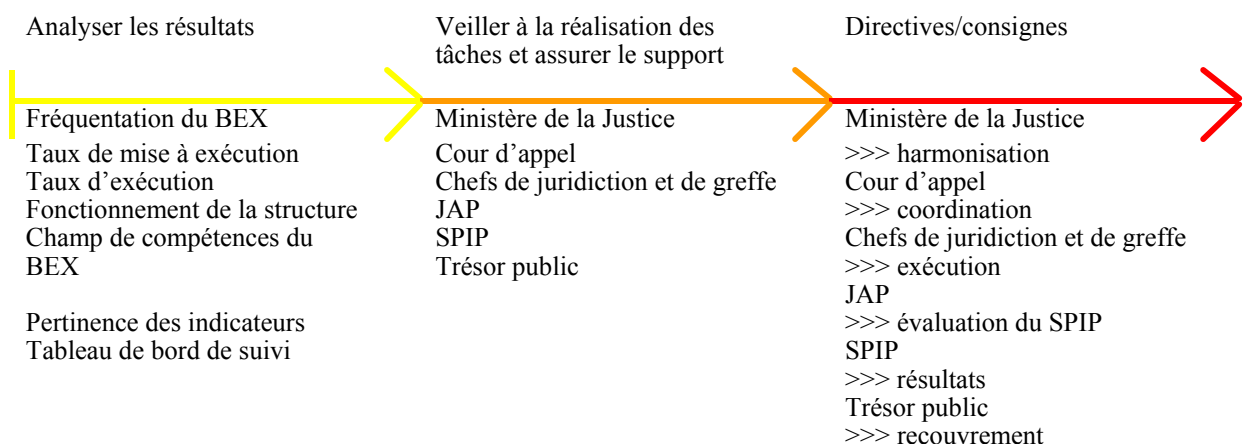 Analyser les résultats
Veiller à la réalisation des
tâches et assurer le support
Directives/consignes
Fréquentation du BEX
Taux de mise à exécution
Taux d’exécution
Fonctionnement de la structure
Champ de compétences du
BEX
Pertinence des indicateurs
Tableau de bord de suivi
Ministère de la Justice
Cour d’appel
Chefs de juridiction et de greffe
JAP
SPIP
Trésor public
Ministère de la Justice
>>> harmonisation
Cour d’appel
>>> coordination
Chefs de juridiction et de greffe
>>> exécution
JAP
>>> évaluation du SPIP
SPIP
>>> résultats
Trésor public
>>> recouvrement